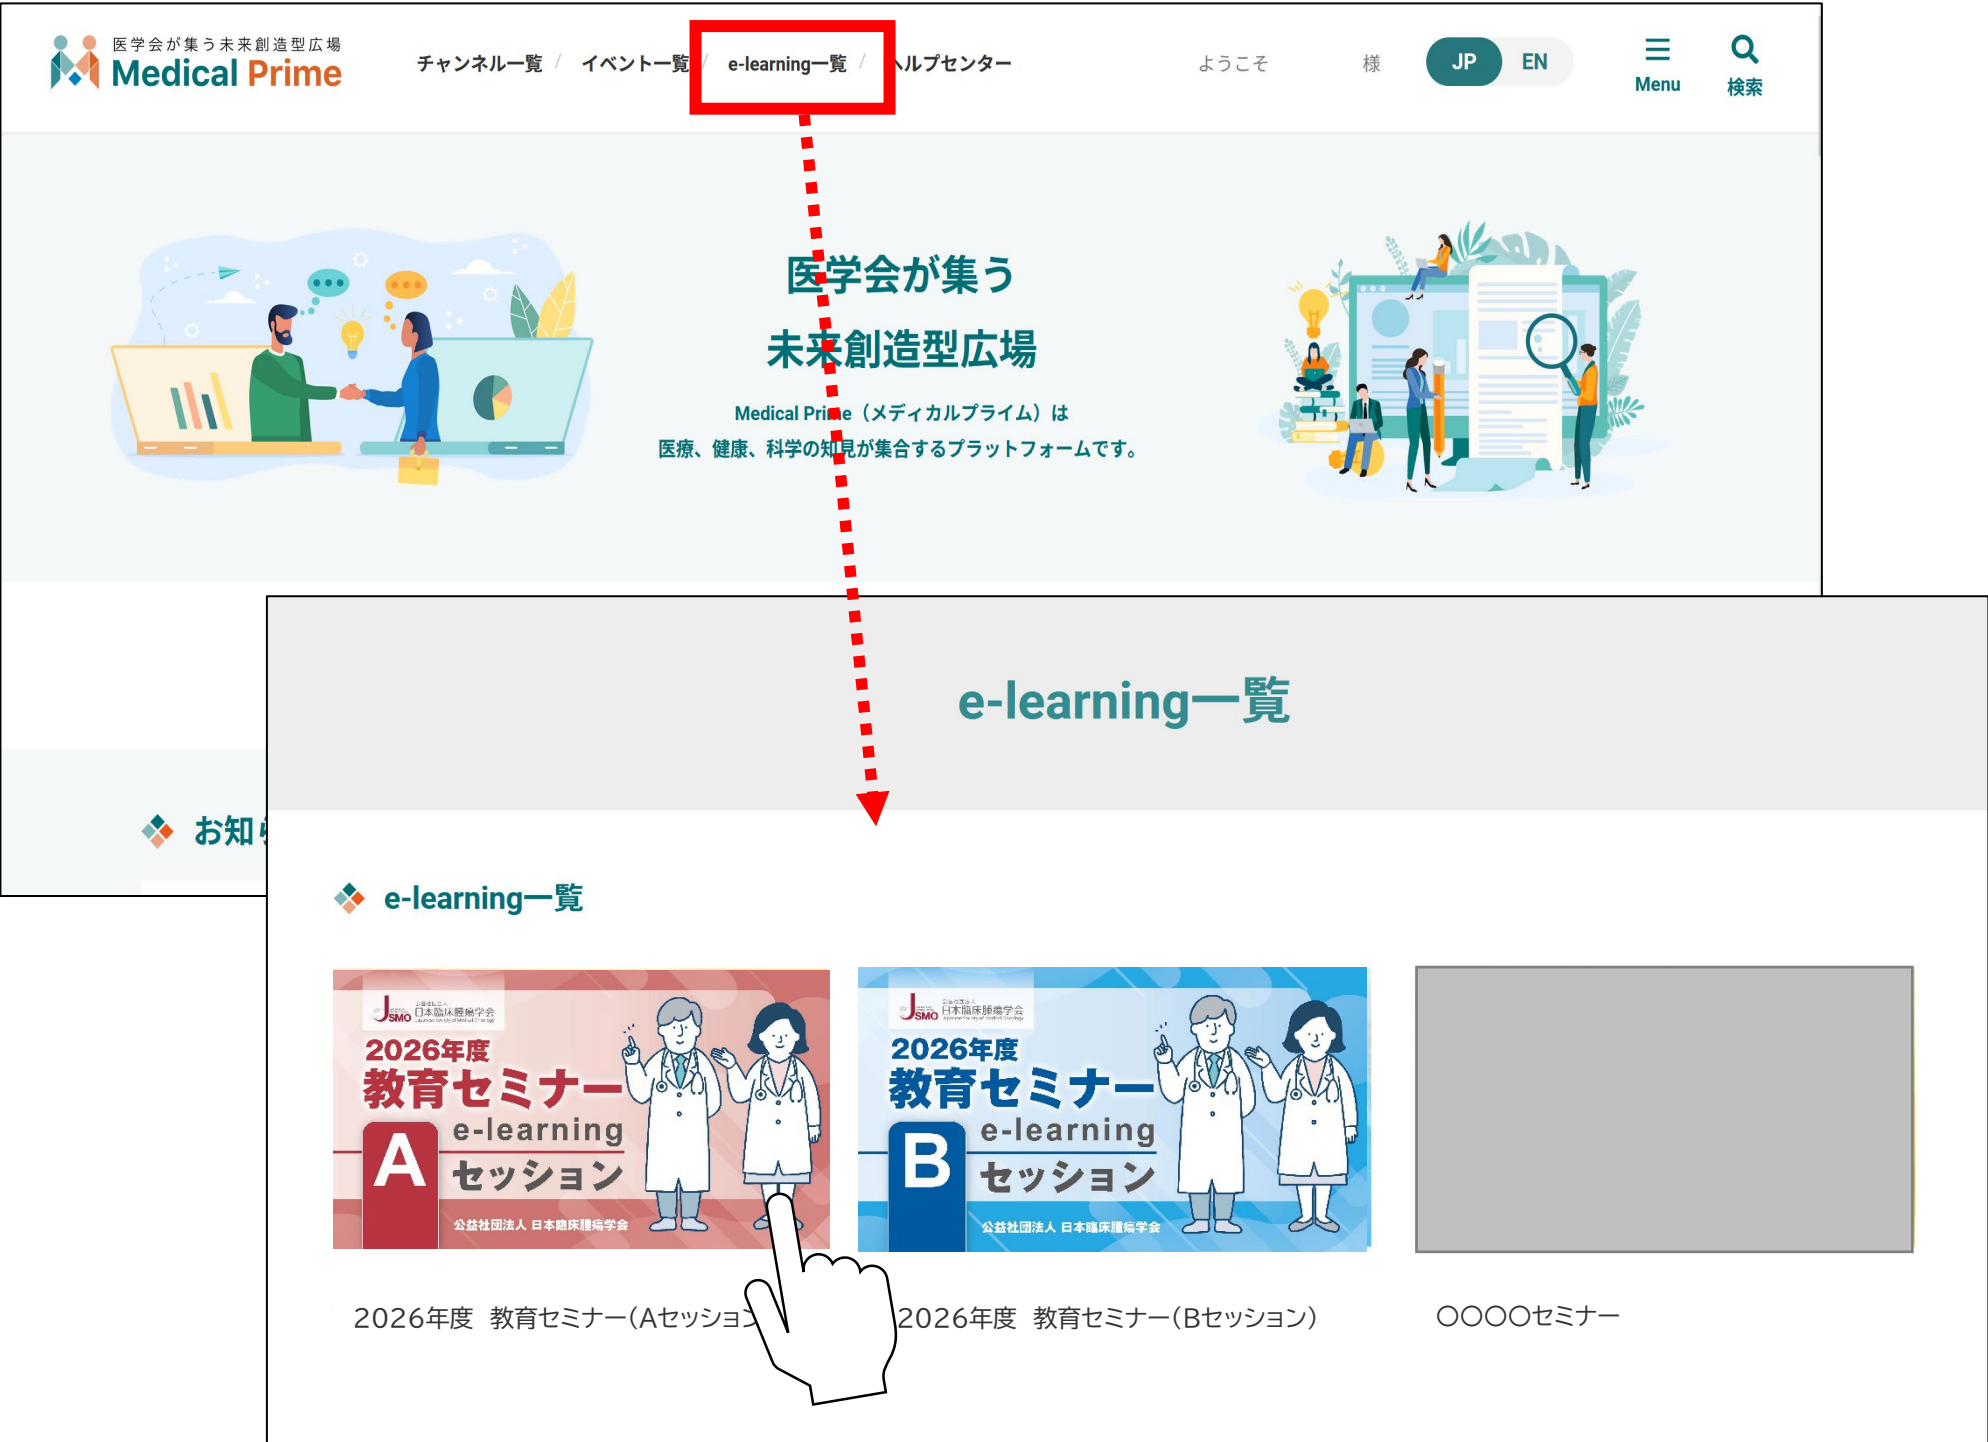 医学会が集う未来創造型広場
Medical Prime
チャンネル一覧 / イベント一覧 / e-learning一覧 / ヘルプセンター
ようこそ 様
JP EN
Menu
検索
医学会が集う
未来創造型広場
Medical Prime（メディカルプライム）は
医療、健康、科学の知見が集合するプラットフォームです。
お知ら
e-learning一覧
e-learning一覧
JSMO 公益社団法人 日本臨床腫瘍学会
2026年度
教育セミナー
A e-learning
セッション
公益社団法人 日本臨床腫瘍学会
JSMO 公益社団法人 日本臨床腫瘍学会
2026年度
教育セミナー
B e-learning
セッション
公益社団法人 日本臨床腫瘍学会
2026年度 教育セミナー(Aセッション
2026年度 教育セミナー(Bセッション)
〇〇〇〇セミナー